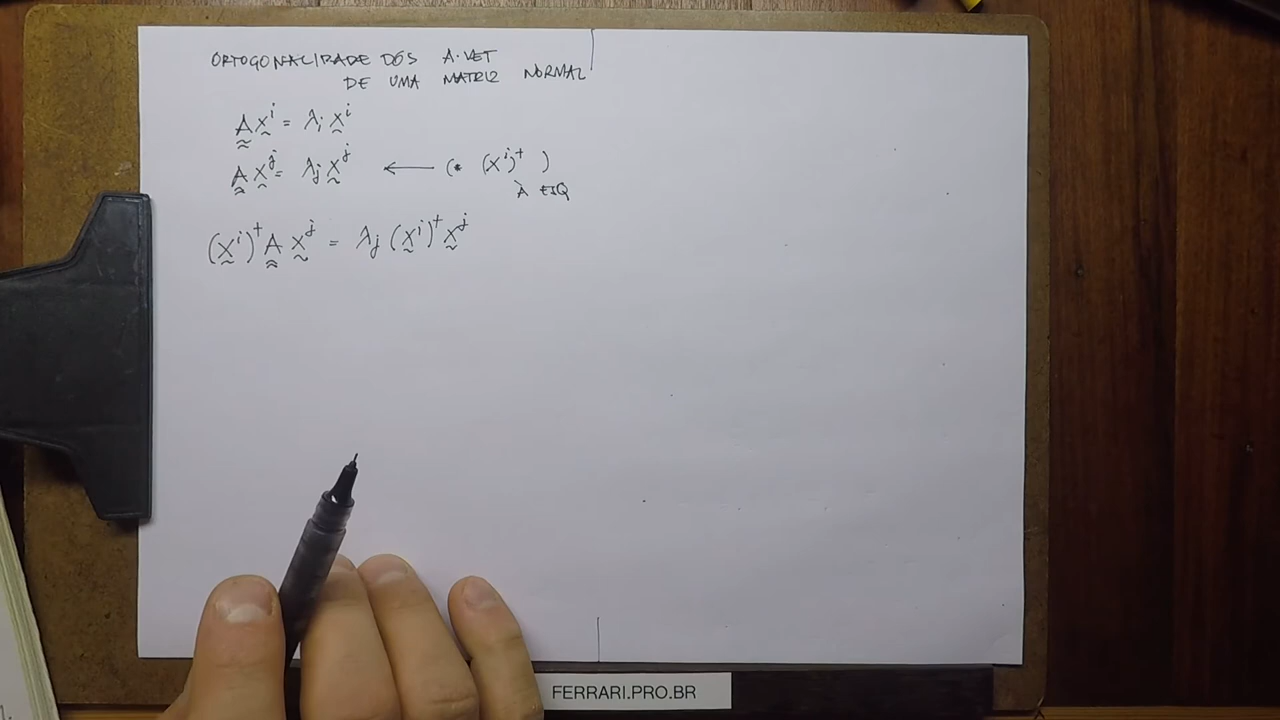 ORTOGONALIDADE DOS A.VET
DE UMA MATRIZ NORMAL
A x^i = λ_i x^i
A x^j = λ_j x^j ← (* (x^i)^† )
À ESQ
(x^i)^† A x^j = λ_j (x^i)^† x^j
FERRARI.PRO.BR